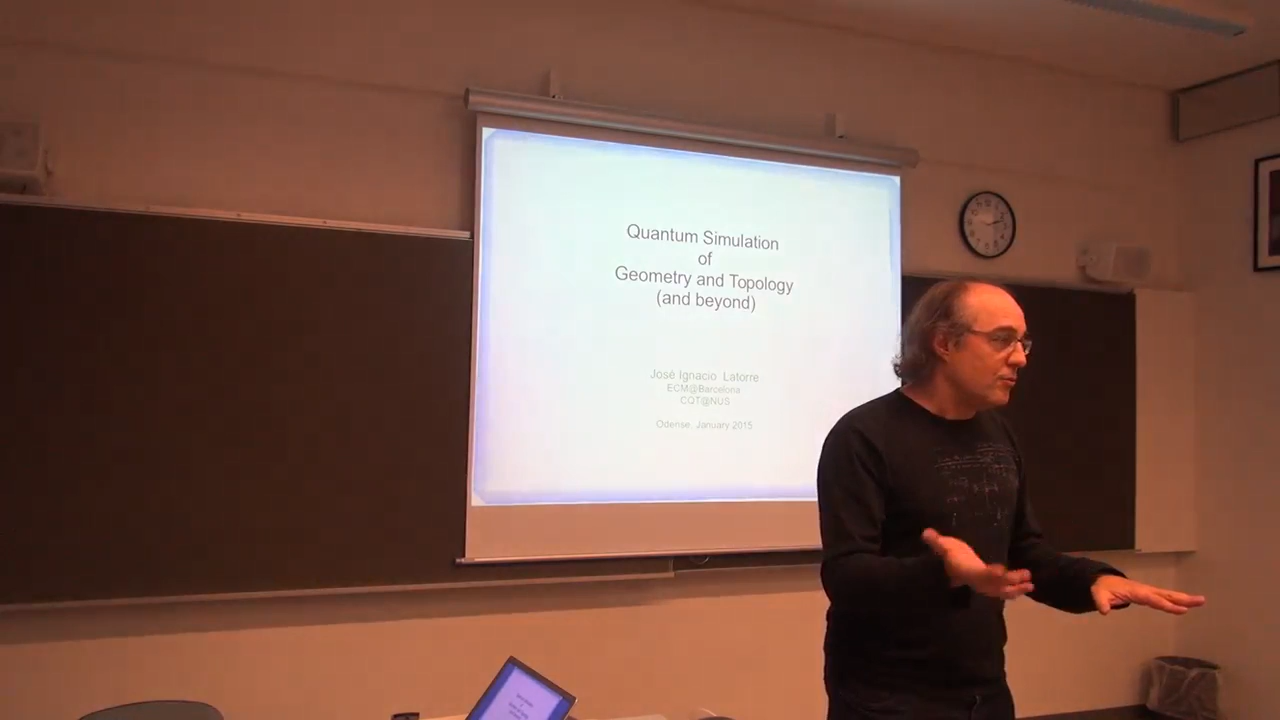 Quantum Simulation
of
Geometry and Topology
(and beyond)
José Ignacio Latorre
ECM@Barcelona
CQT@NUS
Odense, January 2015